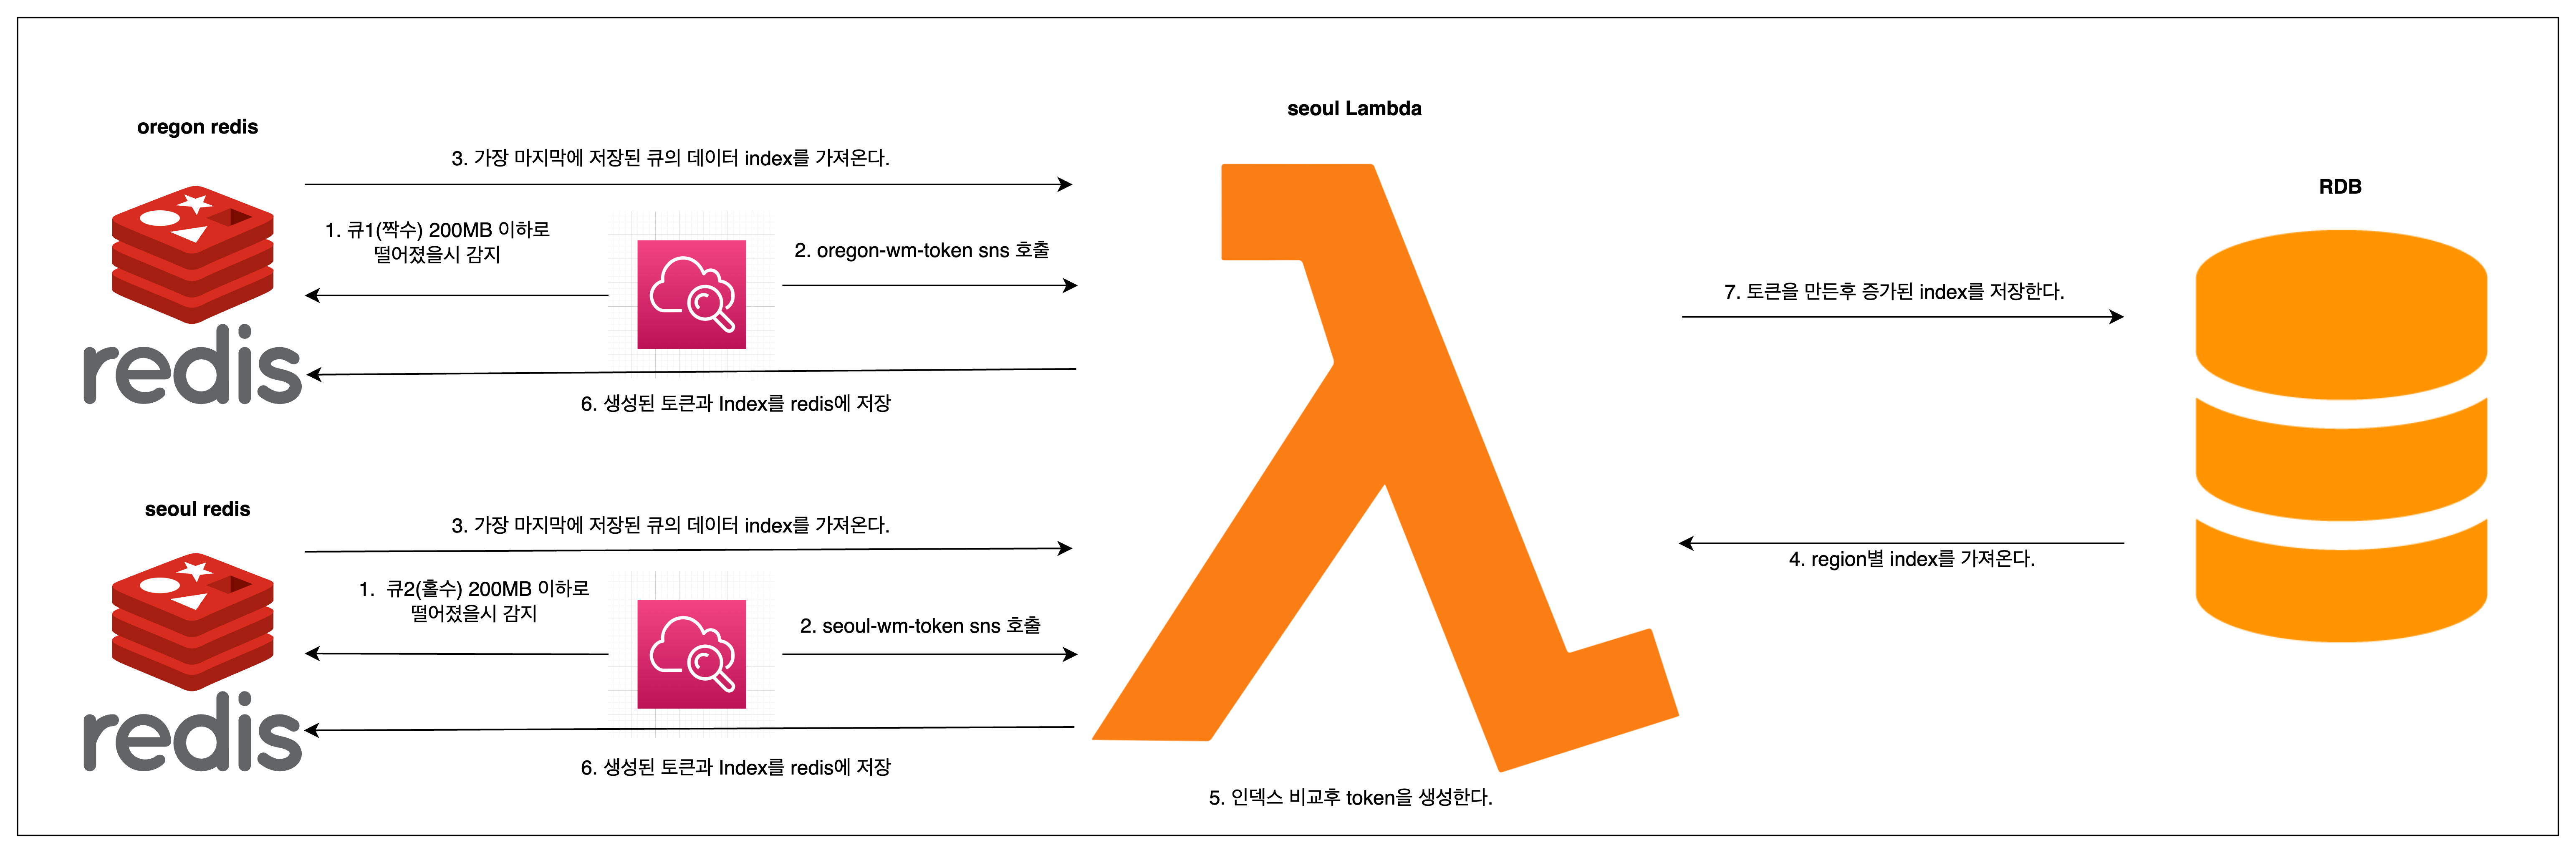 oregon redis
3. 가장 마지막에 저장된 큐의 데이터 index를 가져온다.
1. 큐1(짝수) 200MB 이하로
떨어졌을시 감지
2. oregon-wm-token sns 호출
redis
6. 생성된 토큰과 Index를 redis에 저장
seoul redis
3. 가장 마지막에 저장된 큐의 데이터 index를 가져온다.
1. 큐2(홀수) 200MB 이하로
떨어졌을시 감지
2. seoul-wm-token sns 호출
redis
6. 생성된 토큰과 Index를 redis에 저장
seoul Lambda
5. 인덱스 비교후 token을 생성한다.
RDB
7. 토큰을 만든후 증가된 index를 저장한다.
4. region별 index를 가져온다.